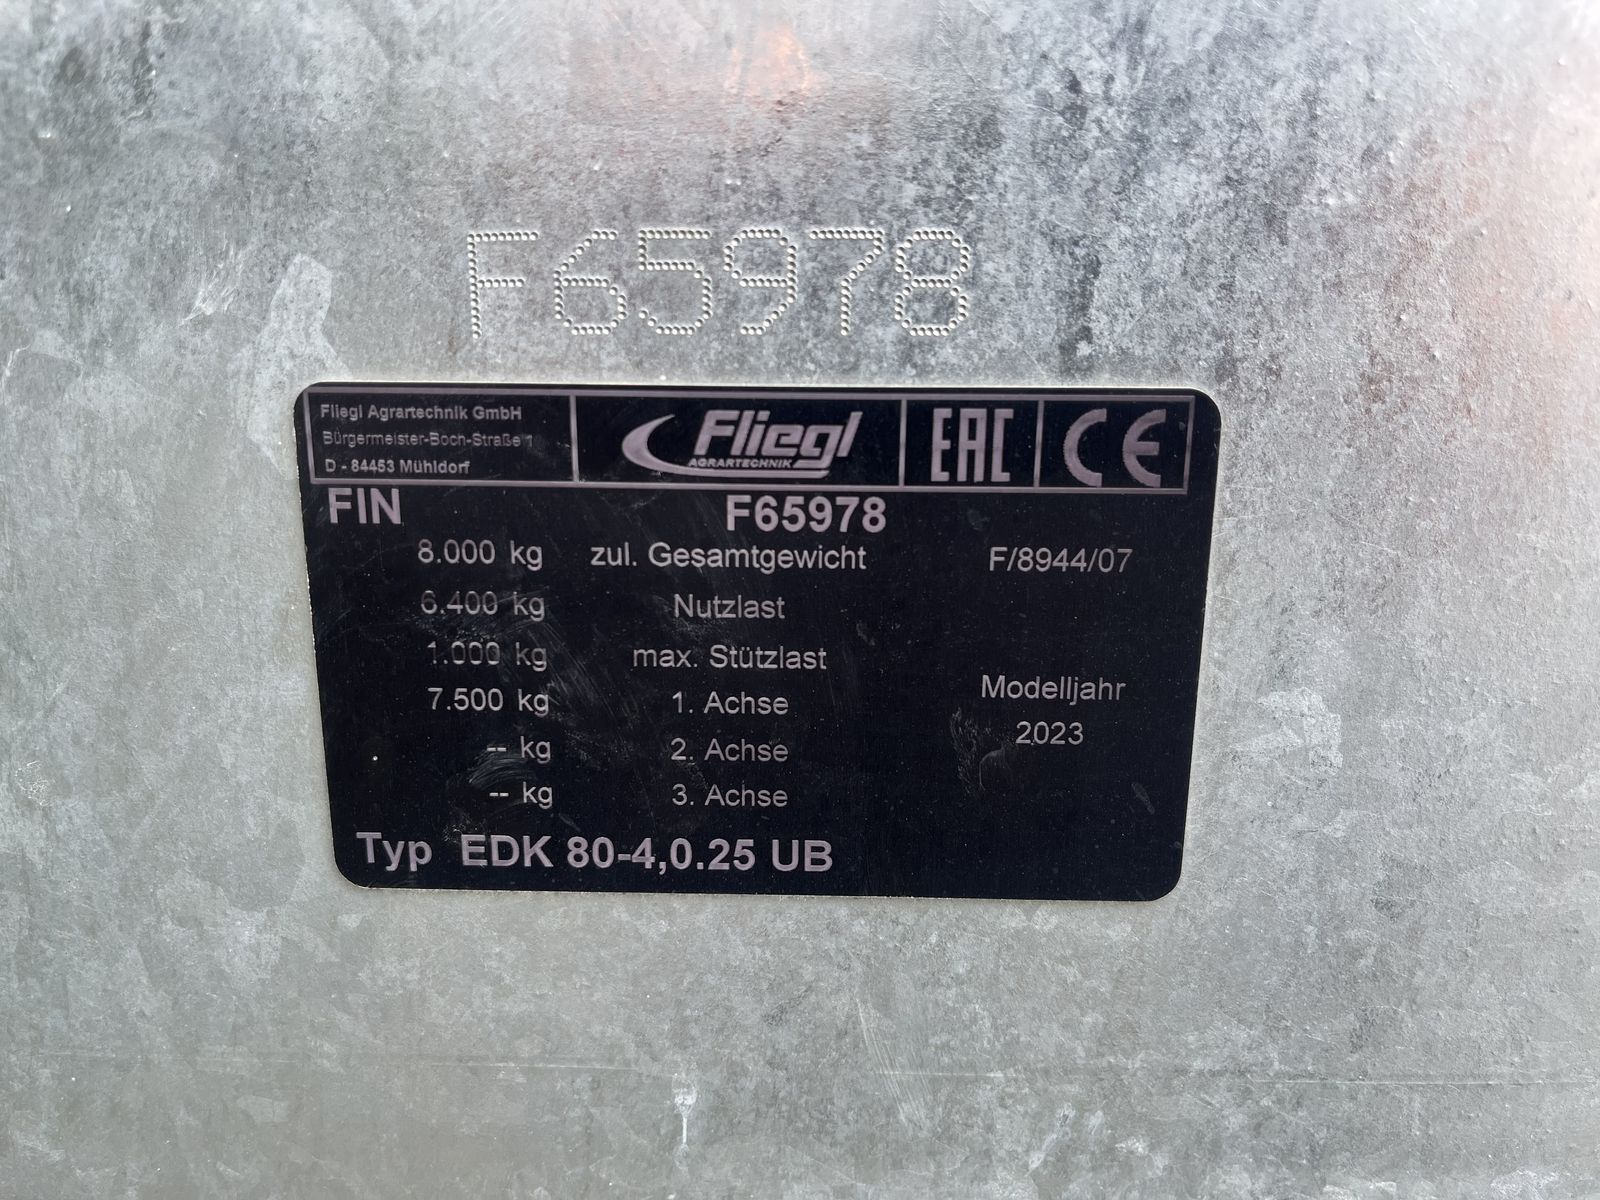 F65978
Fliegl Agrartechnik GmbH
Bürgermeister-Boch-Straße 1
D - 84453 Mühldorf
Fliegl
AGRARTECHNIK
EAC
CE
FIN F65978
8.000 kg zul. Gesamtgewicht F/8944/07
6.400 kg Nutzlast
1.000 kg max. Stützlast
7.500 kg 1. Achse Modelljahr
-- kg 2. Achse 2023
-- kg 3. Achse
Typ EDK 80-4,0.25 UB